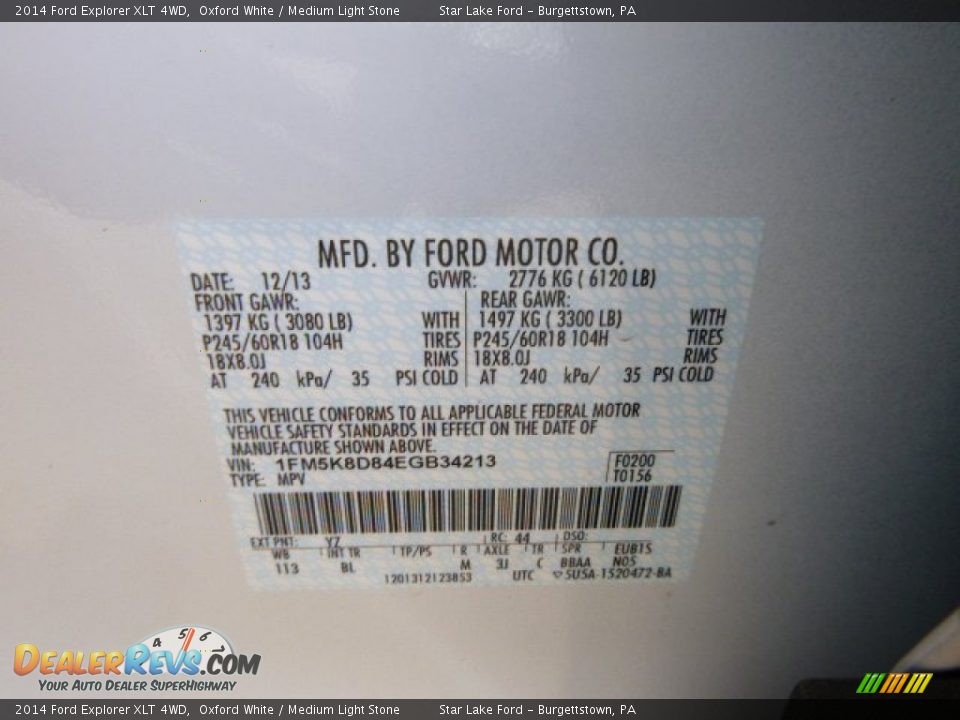 2014 Ford Explorer XLT 4WD,  Oxford White / Medium Light Stone Star Lake Ford - Burgettstown, PA
MFD. BY FORD MOTOR CO.
DATE: 12/13 GVWR: 2776 KG ( 6120 LB)
FRONT GAWR: REAR GAWR:
1397 KG ( 3080 LB) WITH 1497 KG ( 3300 LB) WITH
P245/60R18 104H TIRES P245/60R18 104H TIRES
18X8.0J RIMS 18X8.0J RIMS
AT 240 kPa/ 35 PSI COLD AT 240 kPa/ 35 PSI COLD
THIS VEHICLE CONFORMS TO ALL APPLICABLE FEDERAL MOTOR
VEHICLE SAFETY STANDARDS IN EFFECT ON THE DATE OF
MANUFACTURE SHOWN ABOVE.
VIN: 1FM5K8D84EGB34213 F0200
TYPE: MPV T0156
EXT PNT: YZ RC: 44 DSO:
WB INT TR TP/PS R AXLE TR SPR EUB1S
113 BL M 3J C BBAA N05
1201312123853 UTC ▽5U5A-1520472-BA
4 5 6 7
DEALERREVS.COM
YOUR AUTO DEALER SUPERHIGHWAY
2014 Ford Explorer XLT 4WD,  Oxford White / Medium Light Stone Star Lake Ford - Burgettstown, PA